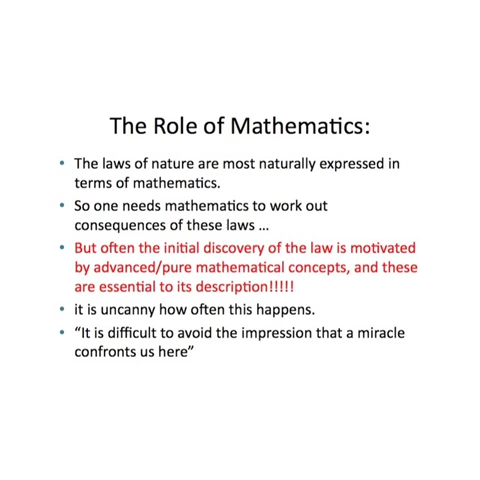 The Role of Mathematics:
• The laws of nature are most naturally expressed in
terms of mathematics.
• So one needs mathematics to work out
consequences of these laws ...
• But often the initial discovery of the law is motivated
by advanced/pure mathematical concepts, and these
are essential to its description!!!!!
• it is uncanny how often this happens.
• “It is difficult to avoid the impression that a miracle
confronts us here”